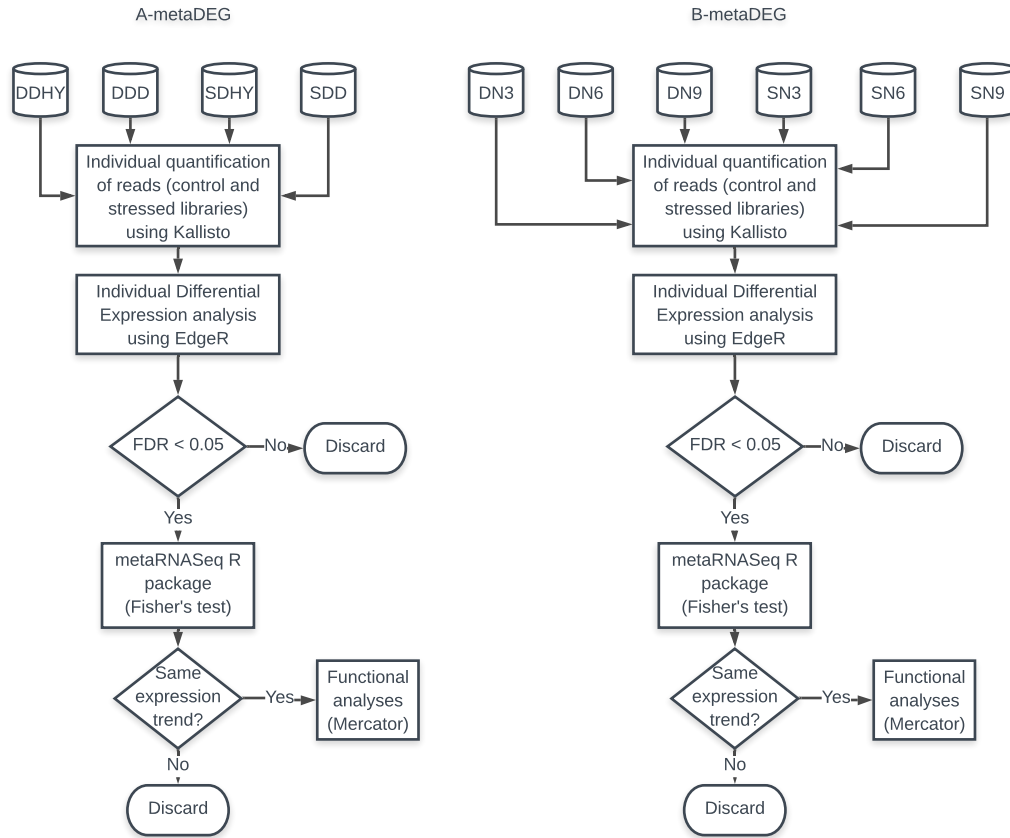 A-metaDEG
DDHY
DDD
SDHY
SDD
Individual quantification
of reads (control and
stressed libraries)
using Kallisto
Individual Differential
Expression analysis
using EdgeR
FDR < 0.05
No
Discard
Yes
metaRNASeq R
package
(Fisher's test)
Same
expression
trend?
Yes
Functional
analyses
(Mercator)
No
Discard
B-metaDEG
DN3
DN6
DN9
SN3
SN6
SN9
Individual quantification
of reads (control and
stressed libraries)
using Kallisto
Individual Differential
Expression analysis
using EdgeR
FDR < 0.05
No
Discard
Yes
metaRNASeq R
package
(Fisher's test)
Same
expression
trend?
Yes
Functional
analyses
(Mercator)
No
Discard